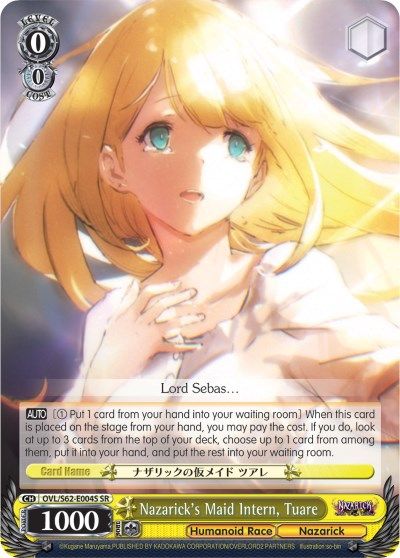 LEVEL
0
0
COST
Lord Sebas…
AUTO [① Put 1 card from your hand into your waiting room] When this card
is placed on the stage from your hand, you may pay the cost. If you do, look
at up to 3 cards from the top of your deck, choose up to 1 card from among
them, put it into your hand, and put the rest into your waiting room.
Card Name ナザリックの仮メイド ツアレ
CH OVL/S62-E004S SR
Nazarick's Maid Intern, Tuare
POWER 1000 SOUL
Humanoid Race Nazarick
NAZARICK
©Kugane Maruyama,PUBLISHED BY KADOKAWA CORPORATION/OVERLORD2 PARTNERS Illustration so-bin